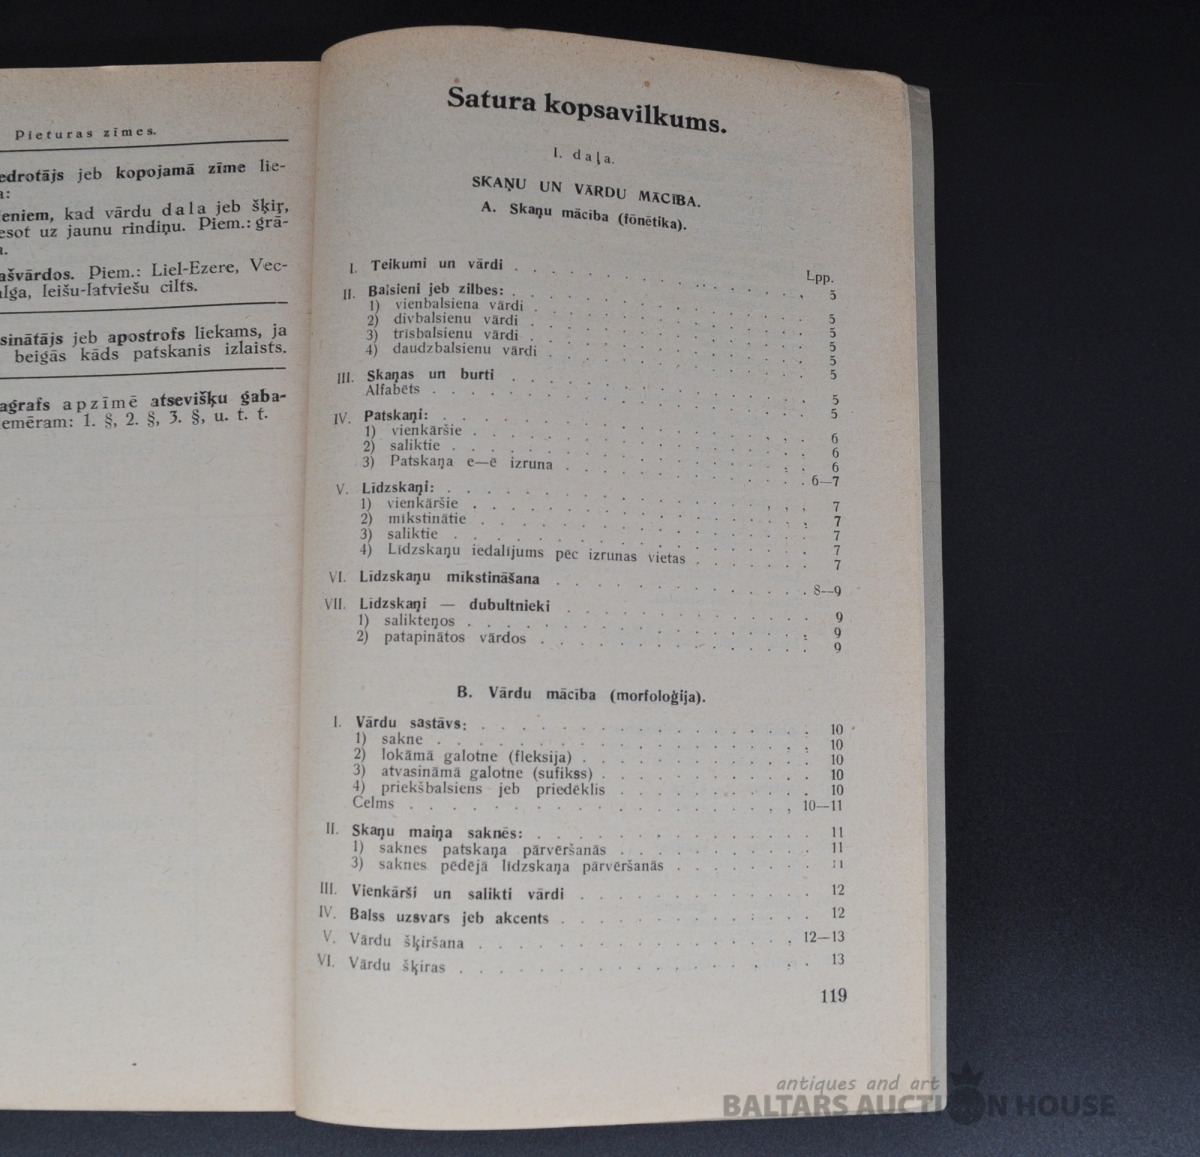 Pieturas zīmes.
edrotājs jeb kopojamā zīme lie-
a:
eniem, kad vārdu dala jeb šķir,
esot uz jaunu rindiņu. Piem.: grā-
a.
ašvārdos. Piem.: Liel-Ezere, Vec-
alga, leišu-latviešu cilts.
sinātājs jeb apostrofs liekams, ja
beigās kāds patskanis izlaists.
agrafs apzīmē atsevišķu gaba-
emēram: 1. §, 2. §, 3. §, u. t. t.
Satura kopsavilkums.
I. daļa.
SKAŅU UN VĀRDU MĀCĪBA.
A. Skaņu mācība (fōnētika).
Lpp.
I. Teikumi un vārdi . . . . . . . . . . . . . . 5
II. Balsieni jeb zilbes: . . . . . . . . . . . . . . 5
1) vienbalsiena vārdi . . . . . . . . . . . . . 5
2) divbalsienu vārdi . . . . . . . . . . . . . 5
3) trīsbalsienu vārdi . . . . . . . . . . . . . 5
4) daudzbalsienu vārdi . . . . . . . . . . . . 5
III. Skaņas un burti . . . . . . . . . . . . . . 5
Alfabēts . . . . . . . . . . . . . . . . . 5
IV. Patskaņi: . . . . . . . . . . . . . . . . . 6
1) vienkāršie . . . . . . . . . . . . . . . . 6
2) saliktie . . . . . . . . . . . . . . . . . 6
3) Patskaņa e—ē izruna . . . . . . . . . . . . 6—7
V. Līdzskaņi: . . . . . . . . . . . . . . . . . 7
1) vienkāršie . . . . . . . . . . . . . . . . 7
2) mīkstinātie . . . . . . . . . . . . . . . . 7
3) saliktie . . . . . . . . . . . . . . . . . 7
4) Līdzskaņu iedalījums pēc izrunas vietas . . . . . . 7
VI. Līdzskaņu mīkstināšana . . . . . . . . . . . . 8—9
VII. Līdzskaņi — dubultnieki . . . . . . . . . . . . 9
1) salikteņos . . . . . . . . . . . . . . . . 9
2) patapinātos vārdos . . . . . . . . . . . . . 9
B. Vārdu mācība (morfoloģija).
I. Vārdu sastāvs: . . . . . . . . . . . . . . . . 10
1) sakne . . . . . . . . . . . . . . . . . . 10
2) lokāmā galotne (fleksija) . . . . . . . . . . . 10
3) atvasināmā galotne (sufikss) . . . . . . . . . . 10
4) priekšbalsiens jeb priedēklis . . . . . . . . . . 10
Celms . . . . . . . . . . . . . . . . . . 10—11
II. Skaņu maiņa saknēs: . . . . . . . . . . . . . . 11
1) saknes patskaņa pārvēršanās . . . . . . . . . . 11
3) saknes pēdējā līdzskaņa pārvēršanās . . . . . . . 11
III. Vienkārši un salikti vārdi . . . . . . . . . . . . 12
IV. Balss uzsvars jeb akcents . . . . . . . . . . . . 12
V. Vārdu šķiršana . . . . . . . . . . . . . . . . 12—13
VI. Vārdu šķiras . . . . . . . . . . . . . . . . . 13
119
antiques and art
BALTARS AUCTION HOUSE